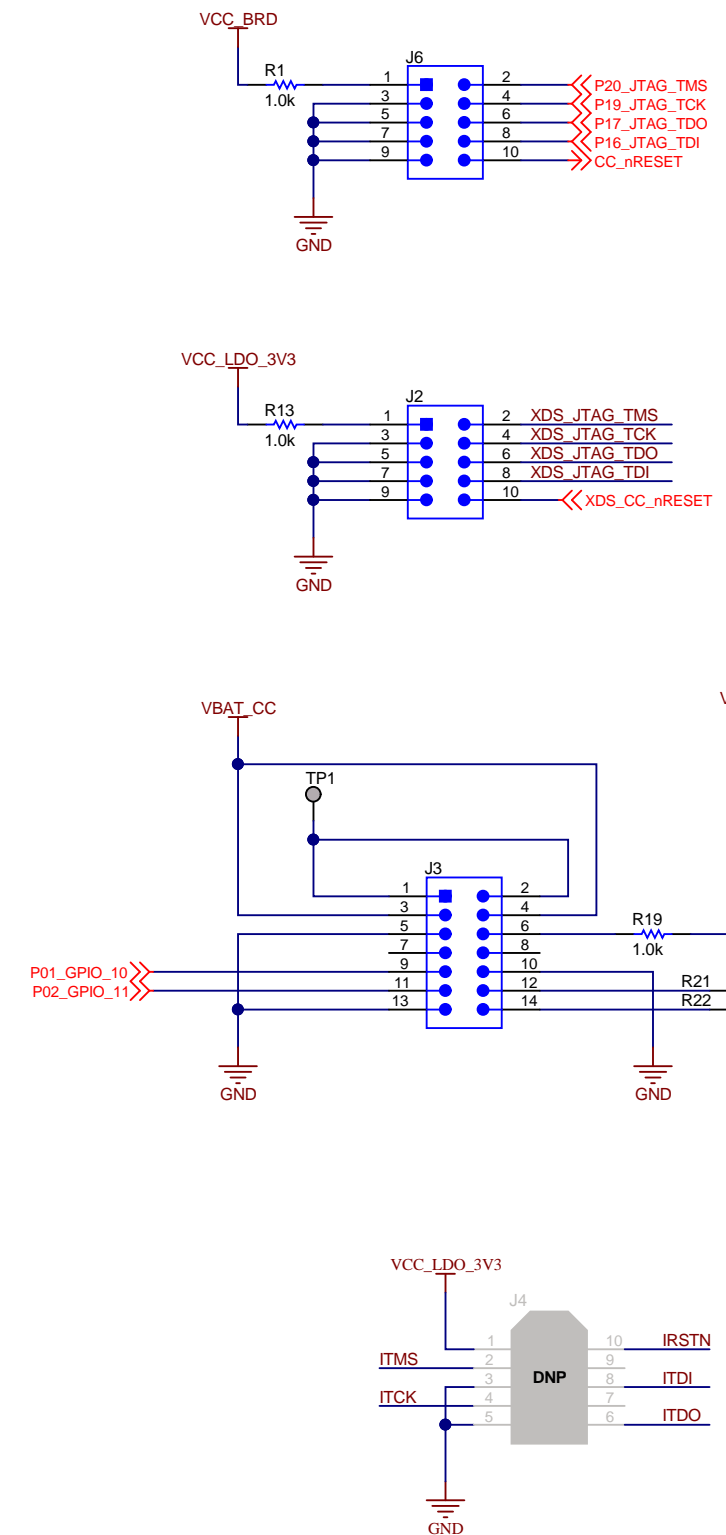 VCC_BRD
J6
R1
1.0k
1 2 P20_JTAG_TMS
3 4 P19_JTAG_TCK
5 6 P17_JTAG_TDO
7 8 P16_JTAG_TDI
9 10 CC_nRESET
GND
VCC_LDO_3V3
J2
R13
1.0k
1 2 XDS_JTAG_TMS
3 4 XDS_JTAG_TCK
5 6 XDS_JTAG_TDO
7 8 XDS_JTAG_TDI
9 10 XDS_CC_nRESET
GND
V
VBAT_CC
TP1
J3
1 2
3 4
5 6 R19
1.0k
7 8
P01_GPIO_10 9 10
P02_GPIO_11 11 12 R21
13 14 R22
GND GND
VCC_LDO_3V3
J4
1 10 IRSTN
ITMS 2 9
3 DNP 8 ITDI
ITCK 4 7
5 6 ITDO
GND